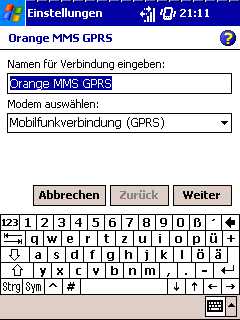 Einstellungen 21:11
Orange MMS GPRS ?
Namen für Verbindung eingeben:
Orange MMS GPRS
Modem auswählen:
Mobilfunkverbindung (GPRS)
Abbrechen Zurück Weiter
123 1 2 3 4 5 6 7 8 9 0 ß ´
q w e r t z u i o p ü +
a s d f g h j k l ö ä
y x c v b n m , . -
Strg Sym ^ #